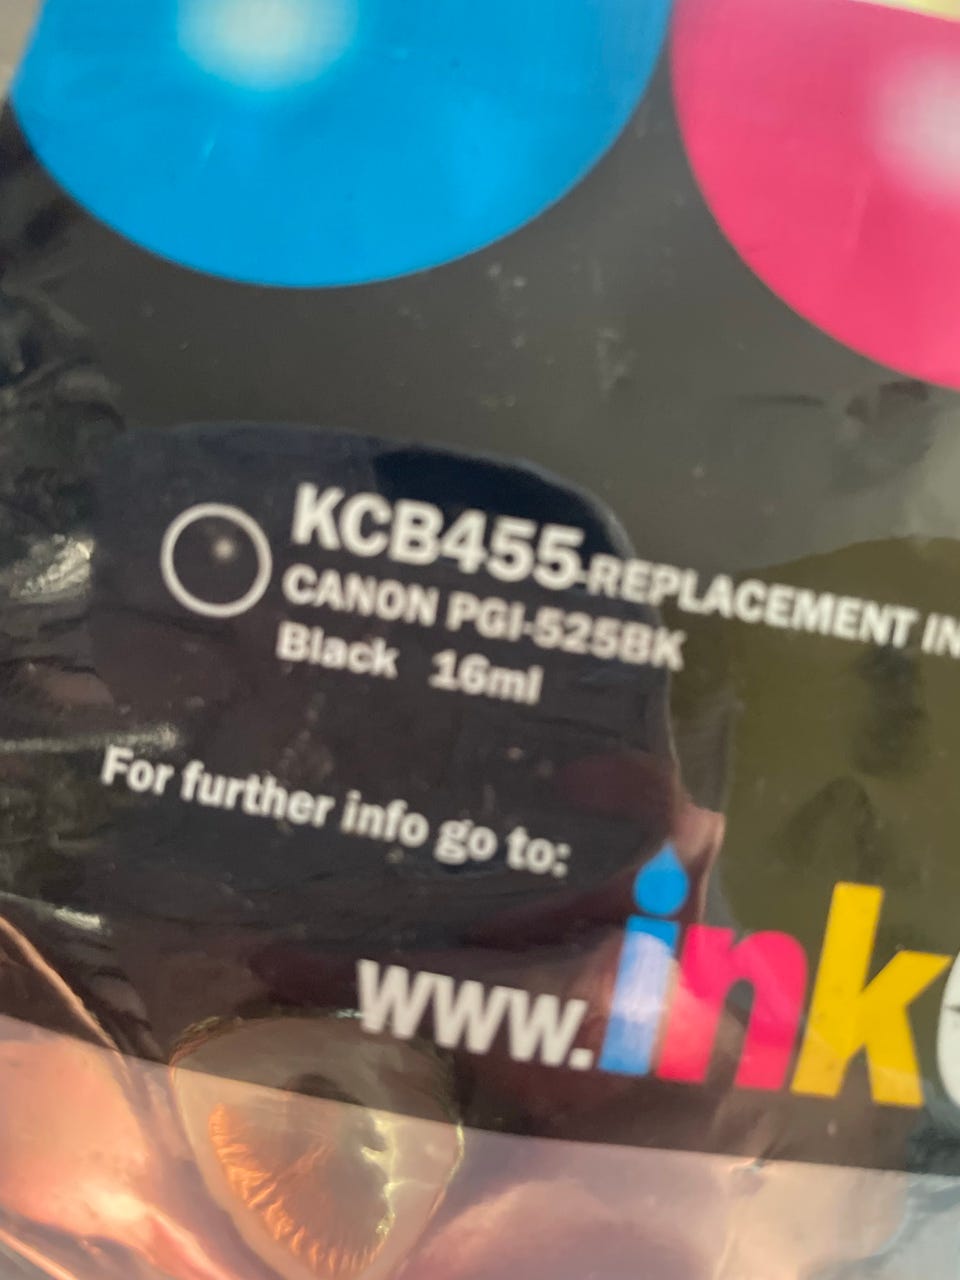 KCB455-REPLACEMENT IN
CANON PGI-525BK
Black 16ml
For further info go to:
www.ink